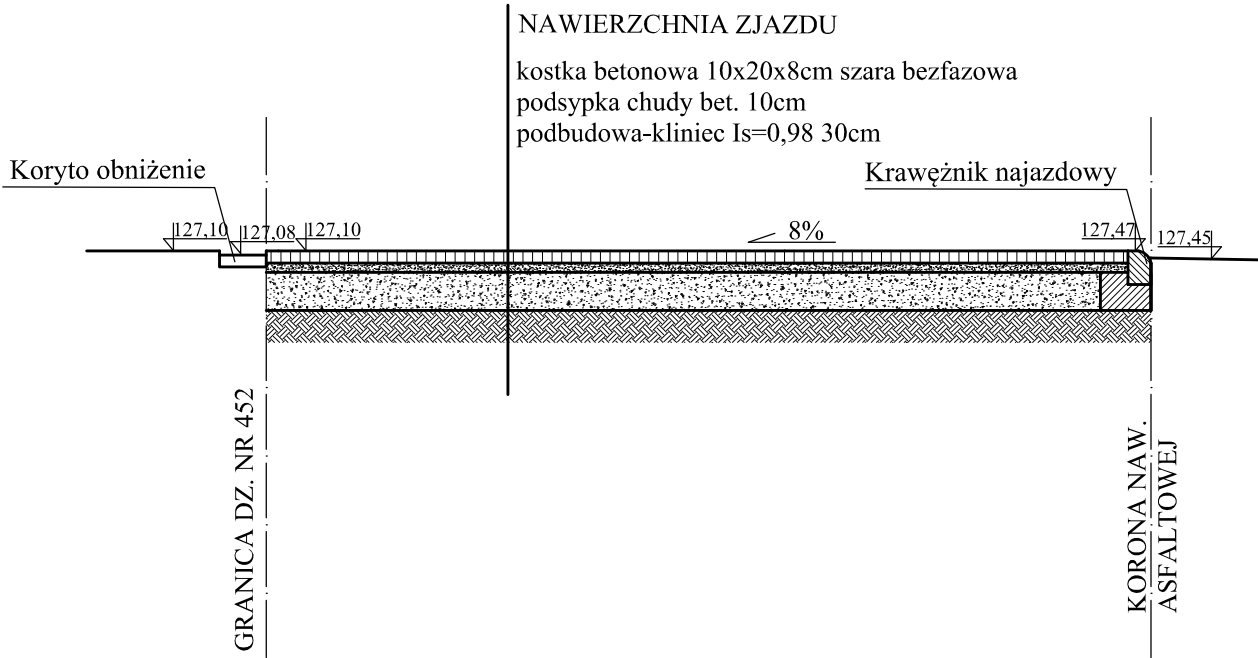 NAWIERZCHNIA ZJAZDU
kostka betonowa 10x20x8cm szara bezfazowa
podsypka chudy bet. 10cm
podbudowa-kliniec Is=0,98 30cm
Koryto obniżenie
Krawężnik najazdowy
127,10 127,08 127,10
8%
127,47 127,45
GRANICA DZ. NR 452
KORONA NAW.
ASFALTOWEJ